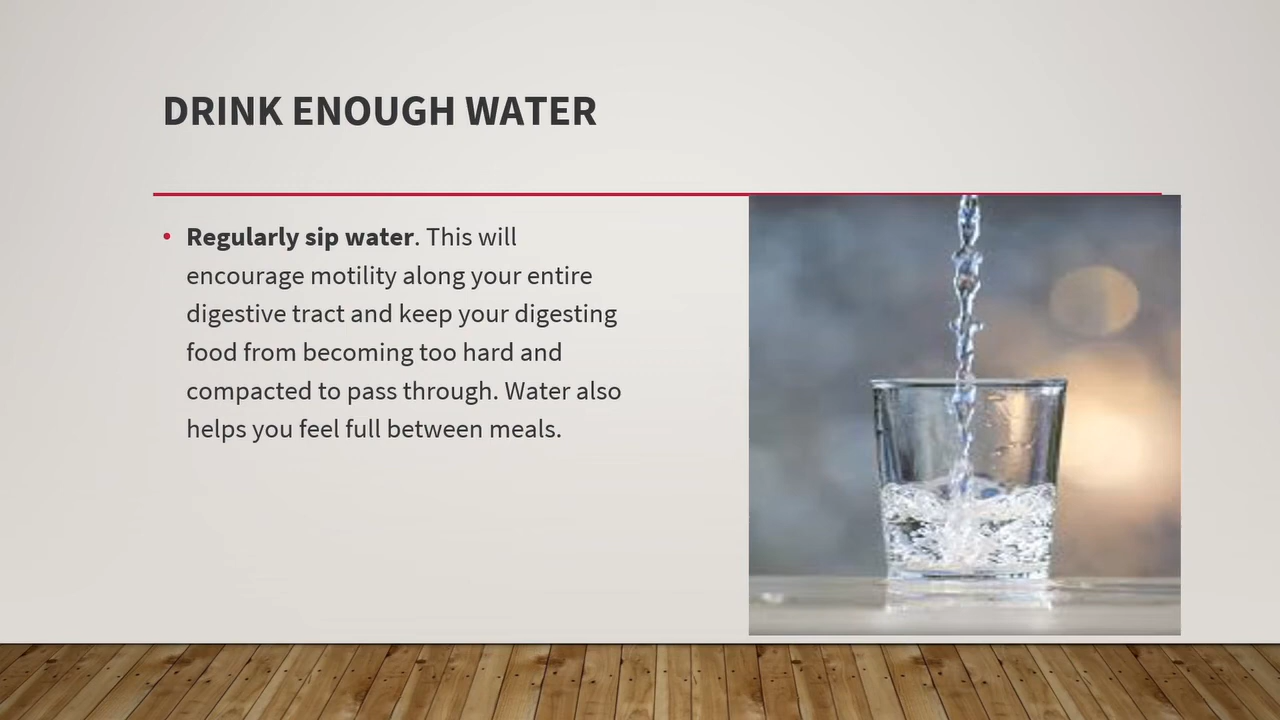 DRINK ENOUGH WATER
• Regularly sip water. This will
encourage motility along your entire
digestive tract and keep your digesting
food from becoming too hard and
compacted to pass through. Water also
helps you feel full between meals.